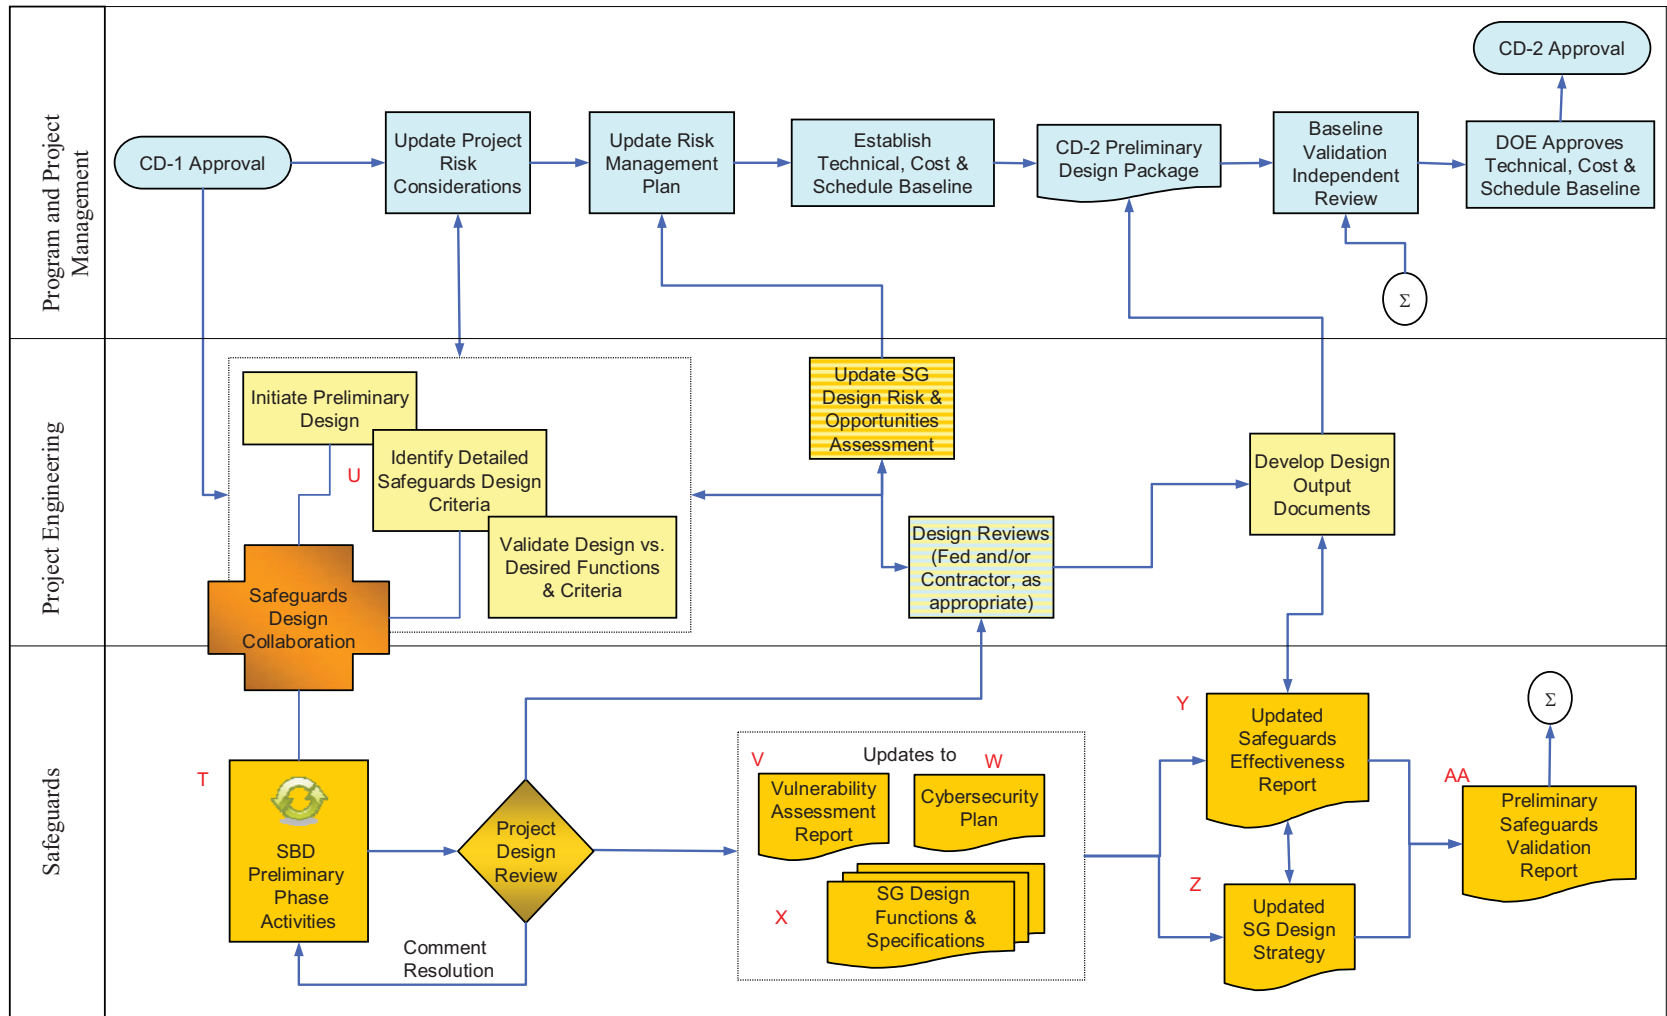 Program and Project
Management
CD-1 Approval
Update Project
Risk
Considerations
Update Risk
Management
Plan
Establish
Technical, Cost &
Schedule Baseline
CD-2 Preliminary
Design Package
Baseline
Validation
Independent
Review
DOE Approves
Technical, Cost &
Schedule Baseline
CD-2 Approval
Σ
Project Engineering
Initiate Preliminary
Design
U
Identify Detailed
Safeguards Design
Criteria
Validate Design vs.
Desired Functions
& Criteria
Safeguards
Design
Collaboration
Update SG
Design Risk &
Opportunities
Assessment
Design Reviews
(Fed and/or
Contractor, as
appropriate)
Develop Design
Output
Documents
Safeguards
T
SBD
Preliminary
Phase
Activities
Project
Design
Review
Comment
Resolution
Updates to
V
Vulnerability
Assessment
Report
W
Cybersecurity
Plan
X
SG Design
Functions &
Specifications
Y
Updated
Safeguards
Effectiveness
Report
Z
Updated
SG Design
Strategy
AA
Preliminary
Safeguards
Validation
Report
Σ